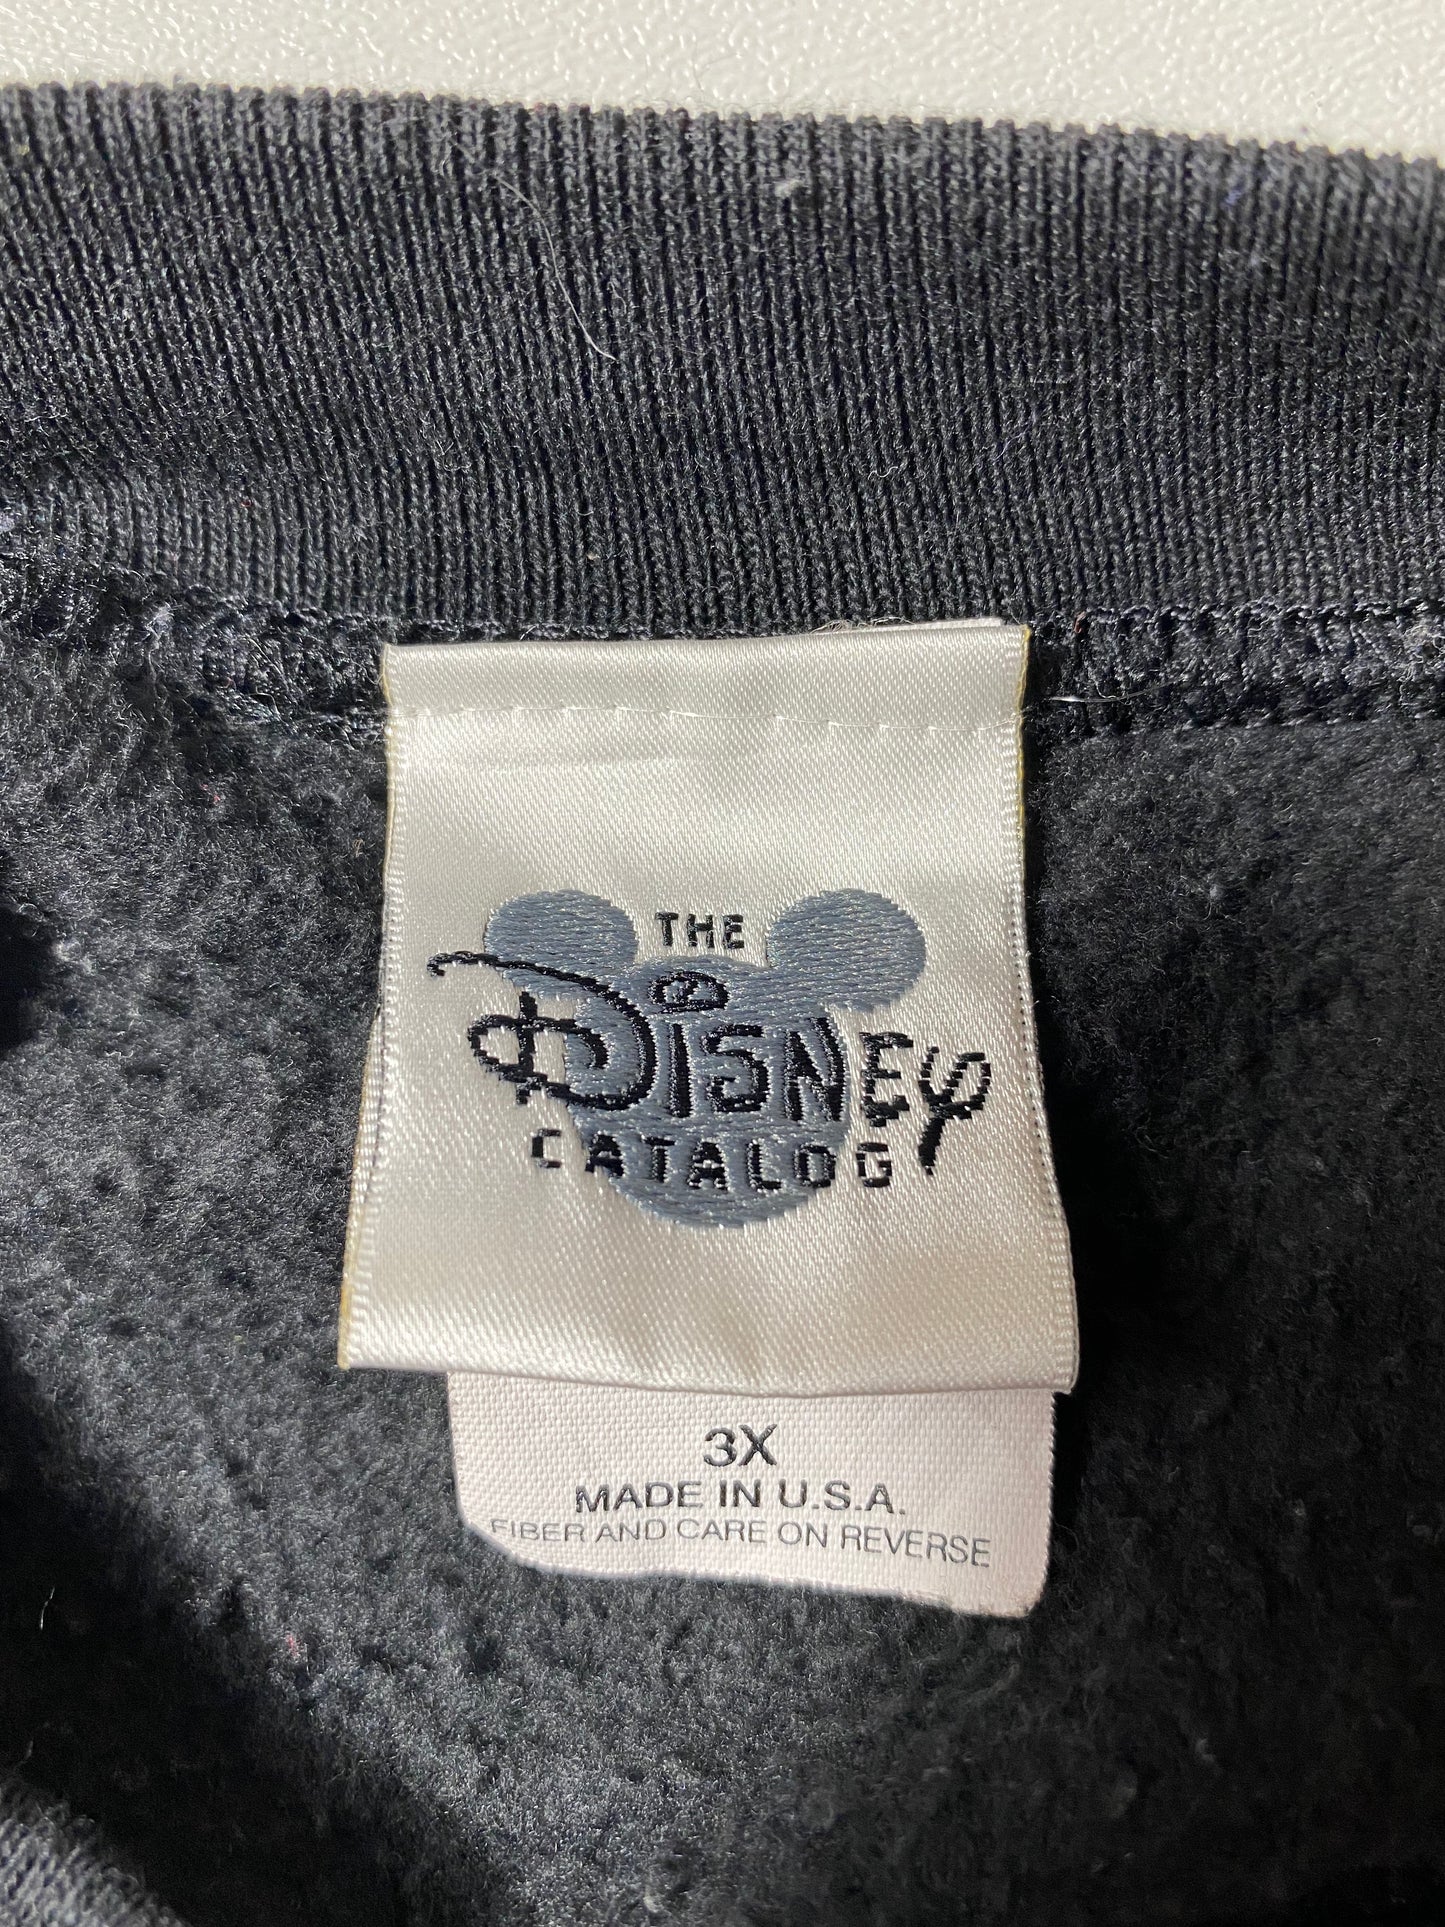 THE
DISNEY
CATALOG
3X
MADE IN U.S.A.
FIBER AND CARE ON REVERSE